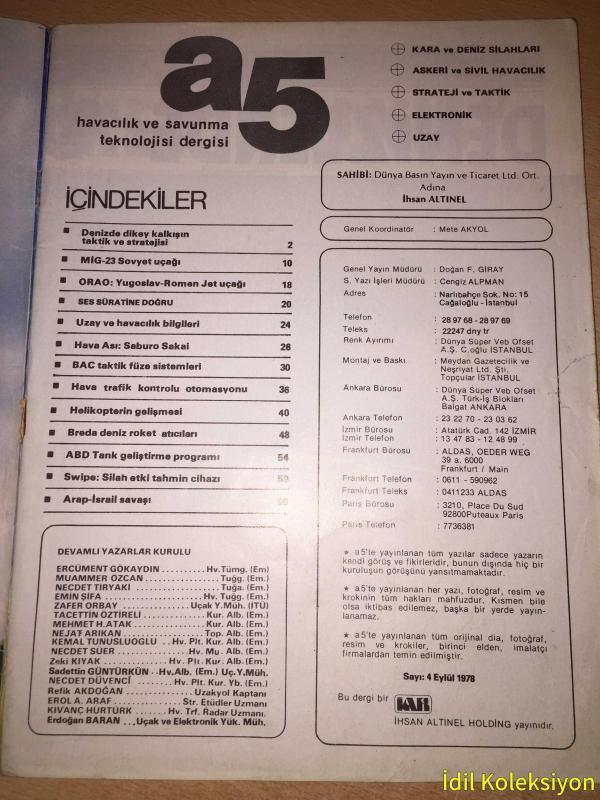 a5
havacılık ve savunma
teknolojisi dergisi
KARA ve DENİZ SİLAHLARI
ASKERİ ve SİVİL HAVACILIK
STRATEJİ ve TAKTİK
ELEKTRONİK
UZAY
SAHİBİ: Dünya Basın Yayın ve Ticaret Ltd. Ort.
Adına
İhsan ALTINEL
Genel Koordinatör : Mete AKYOL
İÇİNDEKİLER
Denizde dikey kalkışın
taktik ve stratejisi 2
MİG-23 Sovyet uçağı 10
ORAO: Yugoslav-Romen Jet uçağı 18
SES SÜRATİNE DOĞRU 20
Uzay ve havacılık bilgileri 24
Hava Ası: Saburo Sakai 26
BAC taktik füze sistemleri 30
Hava trafik kontrolu otomasyonu 36
Helikopterin gelişmesi 40
Breda deniz roket atıcıları 48
ABD Tank geliştirme programı 54
Swipe: Silah etki tahmin cihazı 59
Arap-İsrail savaşı
DEVAMLI YAZARLAR KURULU
ERCÜMENT GÖKAYDIN..........Hv.Tümg. (Em)
MUAMMER ÖZCAN................Tuğg. (Em.)
NECDET TİRYAKİ ................Tuğg. (Em.)
EMİN ŞİFA ..................Hv. Tuğg. (Em.)
ZAFER ORBAY ..........Uçak Y.Müh. (İTÜ)
TACETTİN ÖZTİRELİ........Kur. Alb. (Em.)
MEHMET H.ATAK............Kur. Alb. (Em.)
NEJAT ARIKAN..............Top. Alb. (Em.)
KEMAL TUNUSLUOGLU . Hv. Plt. Kur. Alb. (Em.)
NECDET SÜER ........Hv. Mu . Alb. (Em.)
Zeki KIYAK........Hv. Plt. Kur. Alb. (Em.)
Sadettin GÜNTÜRKÜN..Hv.Alb. (Em.) Uç.Y.Müh.
NECDET DÜVENCİ ....Hv. Plt. Kur. Yb. (Em.)
Refik AKDOĞAN ..........Uzakyol Kaptanı
EROL A. ARAF..........Str. Etüdler Uzmanı
KIVANÇ HÜRTÜRK....Hv. Trf. Radar Uzmanı.
Erdoğan BARAN ...Uçak ve Elektronik Yük. Müh.
Genel Yayın Müdürü : Doğan F. GİRAY
S. Yazı İşleri Müdürü : Cengiz ALPMAN
Adres : Narlıbahçe Sok. No: 15
Cağaloğlu - İstanbul
Telefon : 28 97 68 - 28 97 69
Teleks : 22247 dny tr
Renk Ayırımı : Dünya Süper Veb Ofset
A.Ş. C.oğlu İSTANBUL
Montaj ve Baskı : Meydan Gazetecilik ve
Neşriyat Ltd. Şti.
Topçular İSTANBUL
Ankara Bürosu : Dünya Süper Veb Ofset
A.Ş. Türk-İş Blokları
Balgat ANKARA
Ankara Telefon : 23 22 70 - 23 03 62
İzmir Bürosu : Atatürk Cad. 142 İZMİR
İzmir Telefon : 13 47 83 - 12 48 99
Frankfurt Bürosu : ALDAS, OEDER WEG
39 a. 6000
Frankfurt / Main
Frankfurt Telefon : 0611 - 590962
Frankfurt Teleks : 0411233 ALDAS
Paris Bürosu : 3210, Place Du Sud
92800Puteaux Paris
Paris Telefon : 7736381
★ a5'te yayınlanan tüm yazılar sadece yazarın
kendi görüş ve fikirleridir, bunun dışında hiç bir
kuruluşun görüşünü yansıtmamaktadır.
★ a5'te yayınlanan her yazı, fotoğraf, resim ve
krokinin tüm hakları mahfuzdur. Kısmen bile
olsa iktibas edilemez, başka bir yerde yayın-
lanamaz.
★ a5'te yayınlanan tüm orijinal dia, fotoğraf,
resim ve krokiler, birinci elden, imalatçı
firmalardan temin edilmiştir.
Sayı: 4 Eylül 1978
Bu dergi bir
İHSAN ALTINEL HOLDİNG yayınıdır.
İdil Koleksiyon